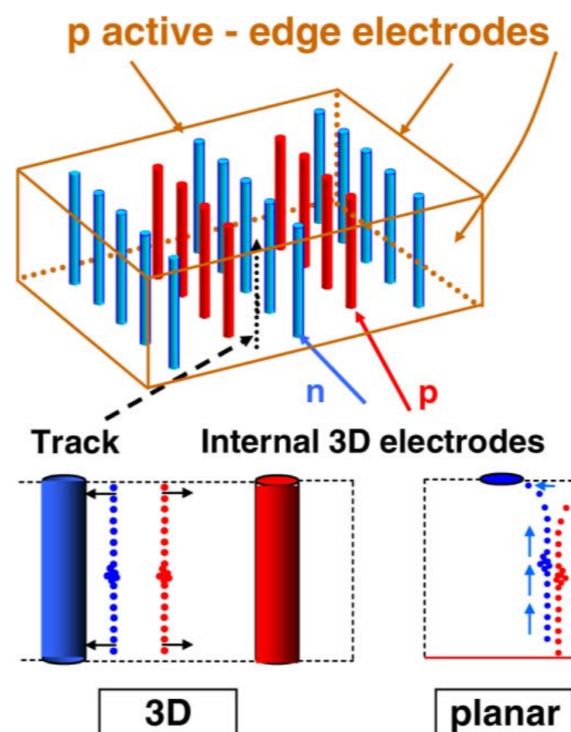 p active - edge electrodes
n
p
Track
Internal 3D electrodes
3D
planar